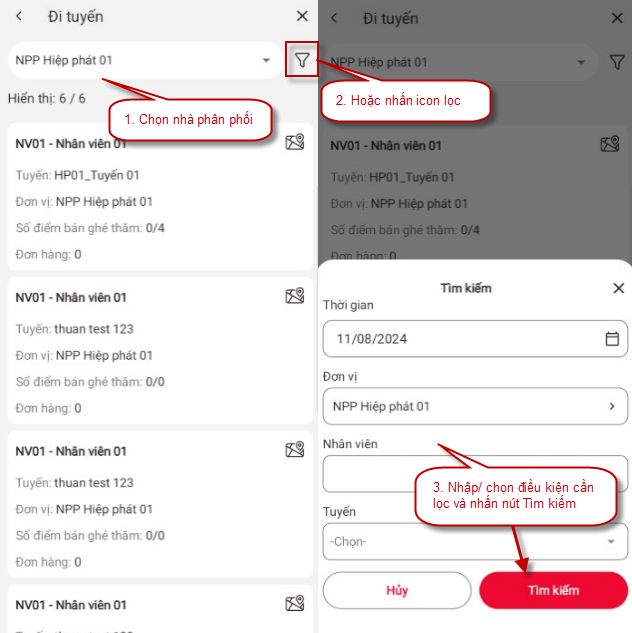 Đi tuyến
NPP Hiệp phát 01
Hiển thị: 6 / 6
1. Chọn nhà phân phối
NV01 - Nhân viên 01
Tuyến: HP01_Tuyến 01
Đơn vị: NPP Hiệp phát 01
Số điểm bán ghé thăm: 0/4
Đơn hàng: 0
NV01 - Nhân viên 01
Tuyến: thuan test 123
Đơn vị: NPP Hiệp phát 01
Số điểm bán ghé thăm: 0/0
Đơn hàng: 0
NV01 - Nhân viên 01
Tuyến: thuan test 123
Đơn vị: NPP Hiệp phát 01
Số điểm bán ghé thăm: 0/0
Đơn hàng: 0
NV01 - Nhân viên 01
Đi tuyến
NPP Hiệp phát 01
2. Hoặc nhấn icon lọc
NV01 - Nhân viên 01
Tuyến: HP01_Tuyến 01
Đơn vị: NPP Hiệp phát 01
Số điểm bán ghé thăm: 0/4
Đơn hàng: 0
Tìm kiếm
Thời gian
11/08/2024
Đơn vị
NPP Hiệp phát 01
Nhân viên
3. Nhập/ chọn điều kiện cần
lọc và nhấn nút Tìm kiếm
Tuyến
-Chọn-
Hủy
Tìm kiếm